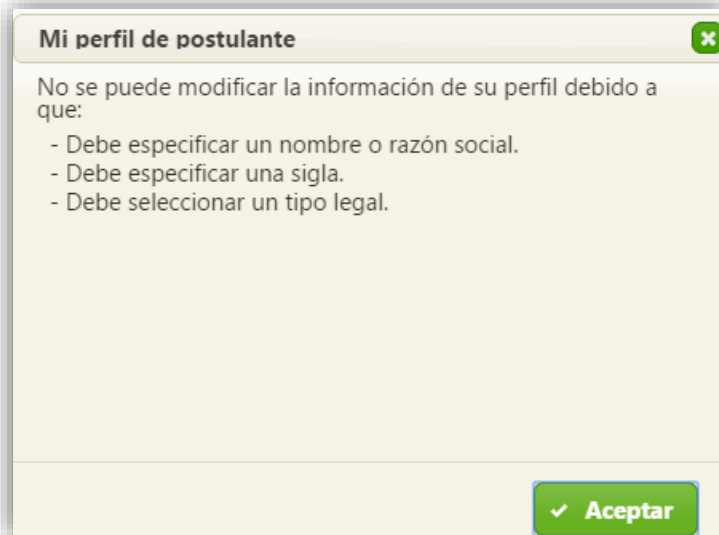 Mi perfil de postulante
No se puede modificar la información de su perfil debido a
que:
- Debe especificar un nombre o razón social.
- Debe especificar una sigla.
- Debe seleccionar un tipo legal.
Aceptar